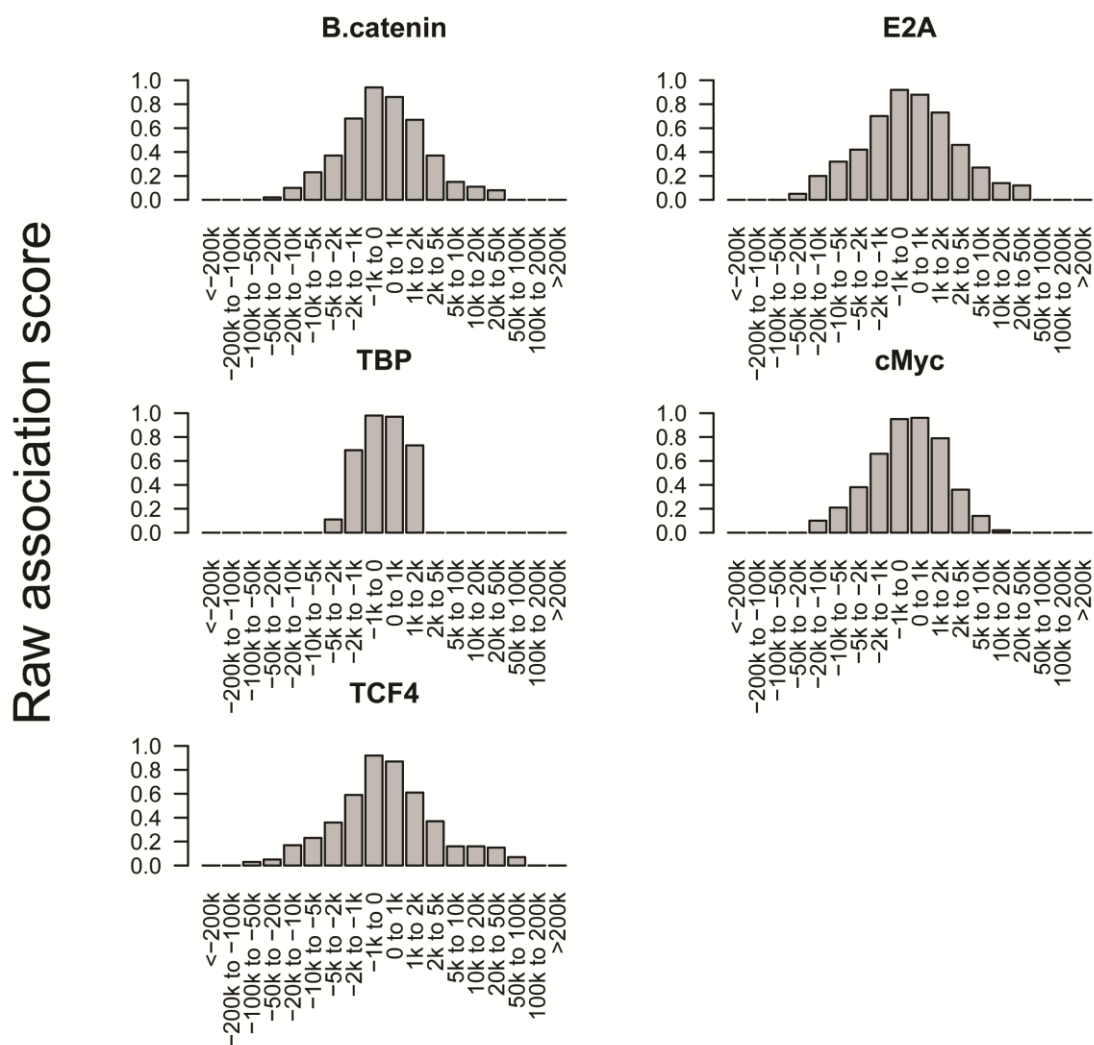 Raw association score
B.catenin
1.0
0.8
0.6
0.4
0.2
0.0
<−200k
−200k to −100k
−100k to −50k
−50k to −20k
−20k to −10k
−10k to −5k
−5k to −2k
−2k to −1k
−1k to 0
0 to 1k
1k to 2k
2k to 5k
5k to 10k
10k to 20k
20k to 50k
50k to 100k
100k to 200k
>200k
E2A
1.0
0.8
0.6
0.4
0.2
0.0
<−200k
−200k to −100k
−100k to −50k
−50k to −20k
−20k to −10k
−10k to −5k
−5k to −2k
−2k to −1k
−1k to 0
0 to 1k
1k to 2k
2k to 5k
5k to 10k
10k to 20k
20k to 50k
50k to 100k
100k to 200k
>200k
TBP
1.0
0.8
0.6
0.4
0.2
0.0
<−200k
−200k to −100k
−100k to −50k
−50k to −20k
−20k to −10k
−10k to −5k
−5k to −2k
−2k to −1k
−1k to 0
0 to 1k
1k to 2k
2k to 5k
5k to 10k
10k to 20k
20k to 50k
50k to 100k
100k to 200k
>200k
cMyc
1.0
0.8
0.6
0.4
0.2
0.0
<−200k
−200k to −100k
−100k to −50k
−50k to −20k
−20k to −10k
−10k to −5k
−5k to −2k
−2k to −1k
−1k to 0
0 to 1k
1k to 2k
2k to 5k
5k to 10k
10k to 20k
20k to 50k
50k to 100k
100k to 200k
>200k
TCF4
1.0
0.8
0.6
0.4
0.2
0.0
<−200k
−200k to −100k
−100k to −50k
−50k to −20k
−20k to −10k
−10k to −5k
−5k to −2k
−2k to −1k
−1k to 0
0 to 1k
1k to 2k
2k to 5k
5k to 10k
10k to 20k
20k to 50k
50k to 100k
100k to 200k
>200k